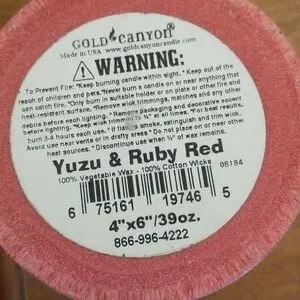 GOLD CANYON®
Made in USA www.goldcanyoncandle.com
WARNING:
To Prevent Fire: *Keep burning candle within sight. *Keep out of the
reach of children and pets. *Never burn a candle on or near anything that
can catch fire. *Only burn in suitable holder on plate or other fire and
heat-resistant surface. *Remove wick trimmings, matches and any other
debris before each lighting. *Remove packaging and decorative accent
before lighting. *Keep wick trimmed to ¼" at all times. *For best results
burn 3-4 hours each use. If flame smoke, extinguish and trim wick.
Avoid use near vents or in drafty areas *Do not place on or near other
heat sources. *Discontinue use when ½" of wax remains.
Yuzu & Ruby Red
100% Vegetable Wax - 100% Cotton Wicks 06194
6 75161 19746 5
4"x6"/39oz.
866-996-4222